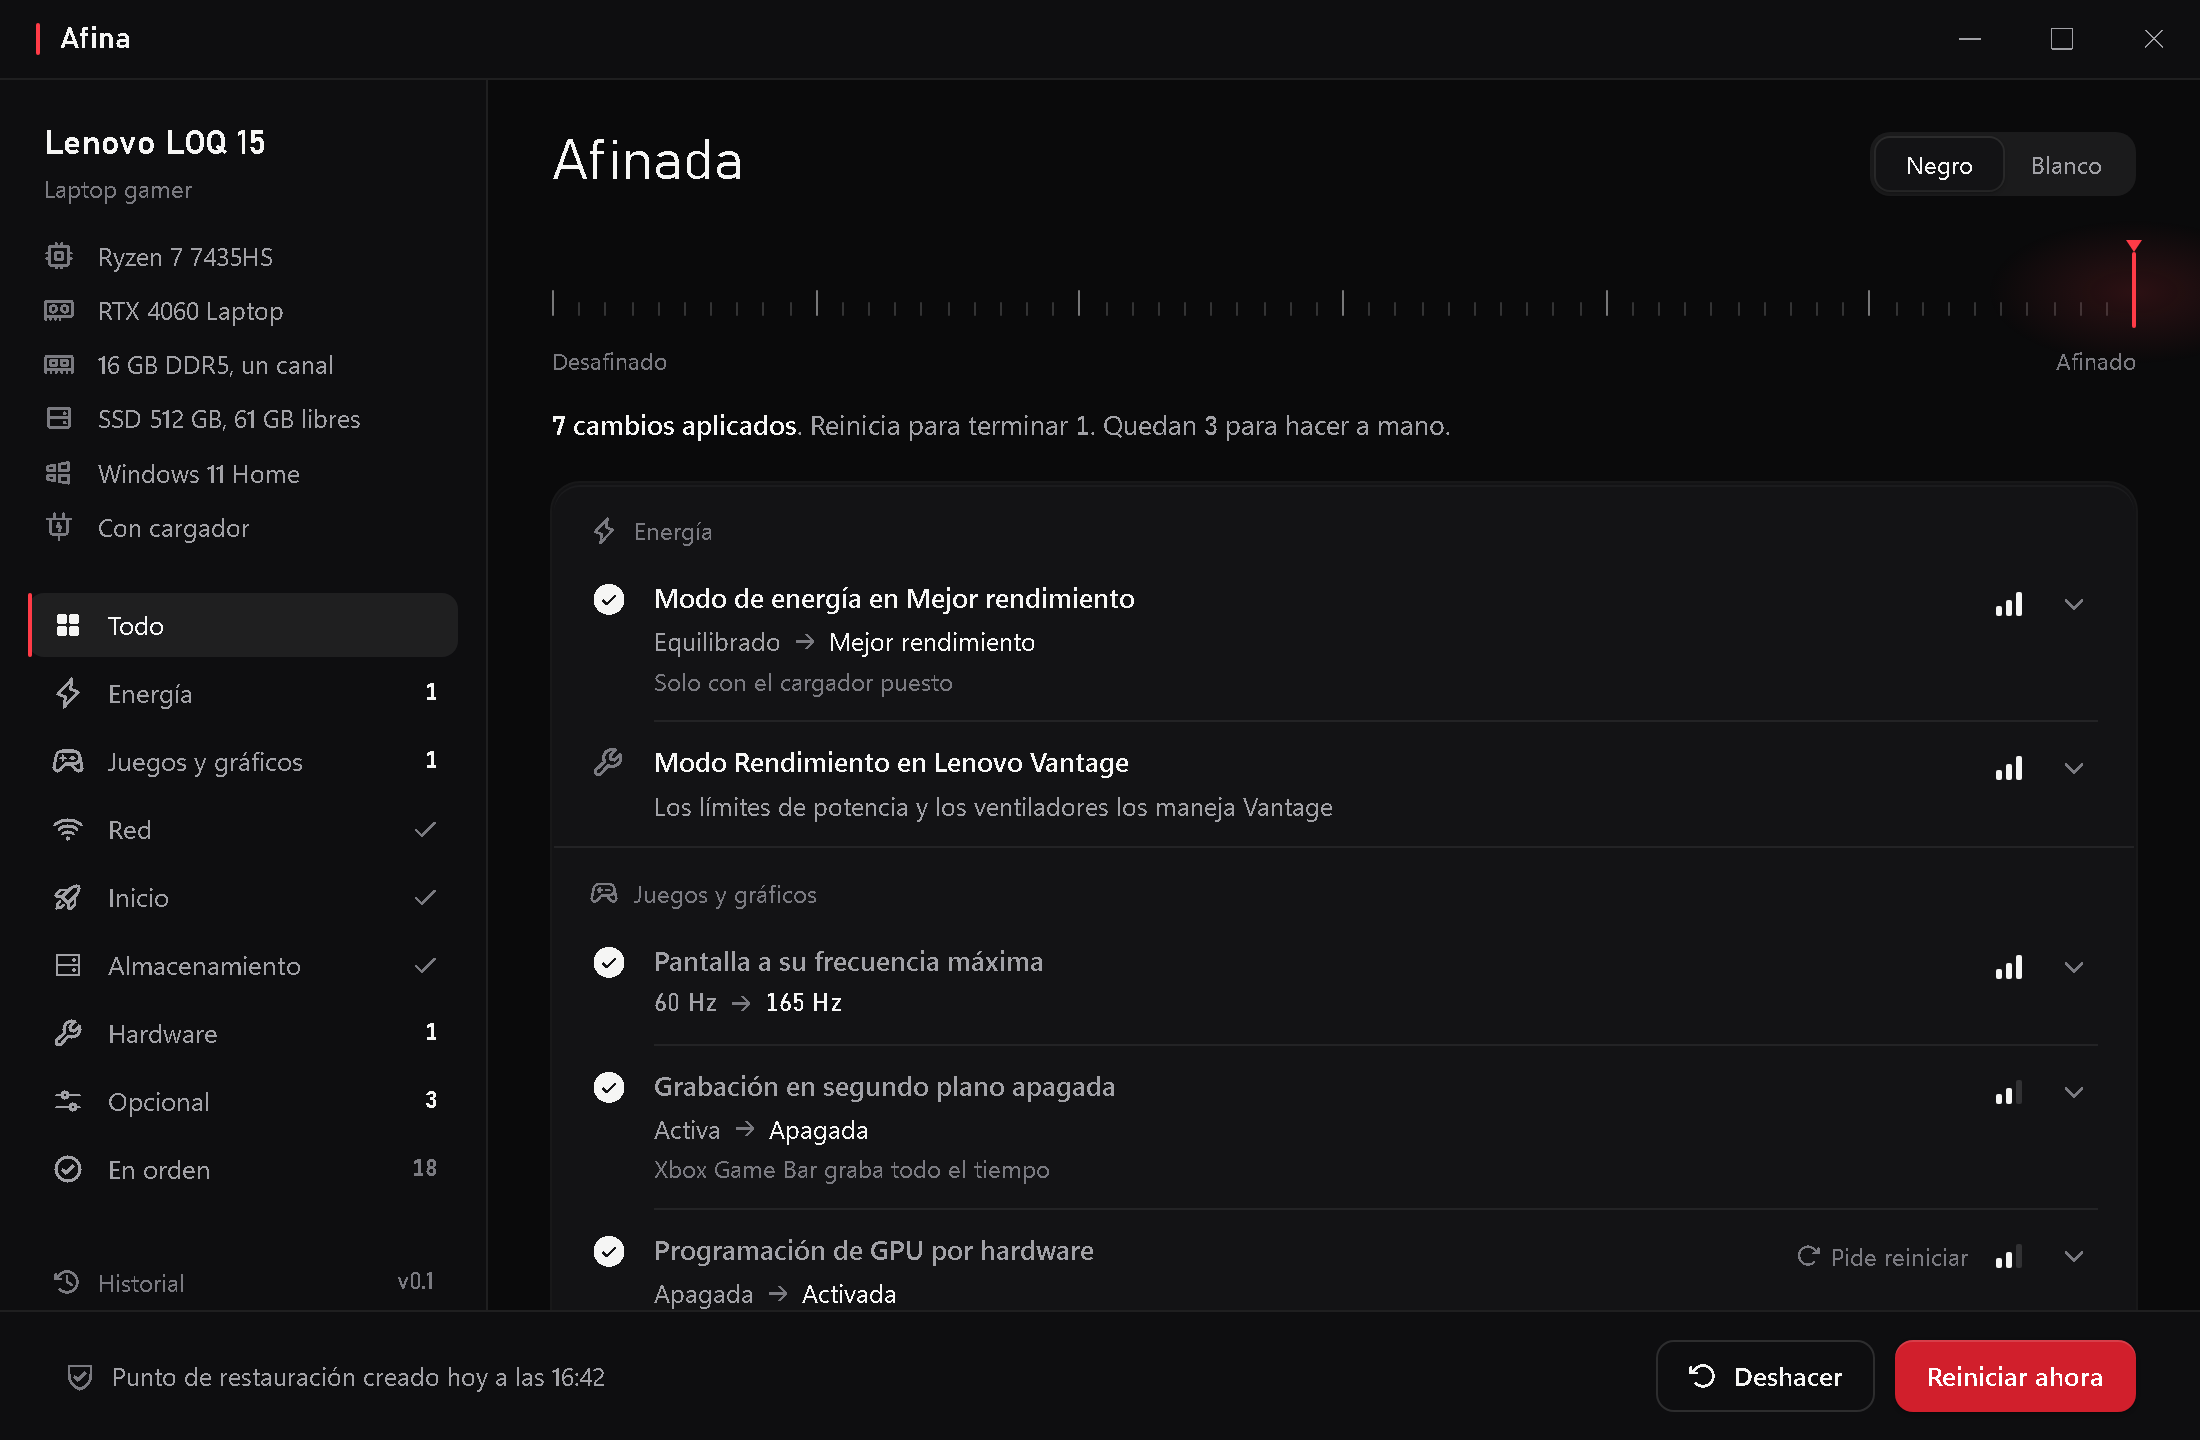 Afina
Lenovo LOQ 15
Laptop gamer
Ryzen 7 7435HS
RTX 4060 Laptop
16 GB DDR5, un canal
SSD 512 GB, 61 GB libres
Windows 11 Home
Con cargador
Todo
Energía 1
Juegos y gráficos 1
Red
Inicio
Almacenamiento
Hardware 1
Opcional 3
En orden 18
Historial v0.1
Afinada
Negro Blanco
Desafinado Afinado
7 cambios aplicados. Reinicia para terminar 1. Quedan 3 para hacer a mano.
Energía
Modo de energía en Mejor rendimiento
Equilibrado → Mejor rendimiento
Solo con el cargador puesto
Modo Rendimiento en Lenovo Vantage
Los límites de potencia y los ventiladores los maneja Vantage
Juegos y gráficos
Pantalla a su frecuencia máxima
60 Hz → 165 Hz
Grabación en segundo plano apagada
Activa → Apagada
Xbox Game Bar graba todo el tiempo
Programación de GPU por hardware Pide reiniciar
Apagada → Activada
Punto de restauración creado hoy a las 16:42
Deshacer
Reiniciar ahora